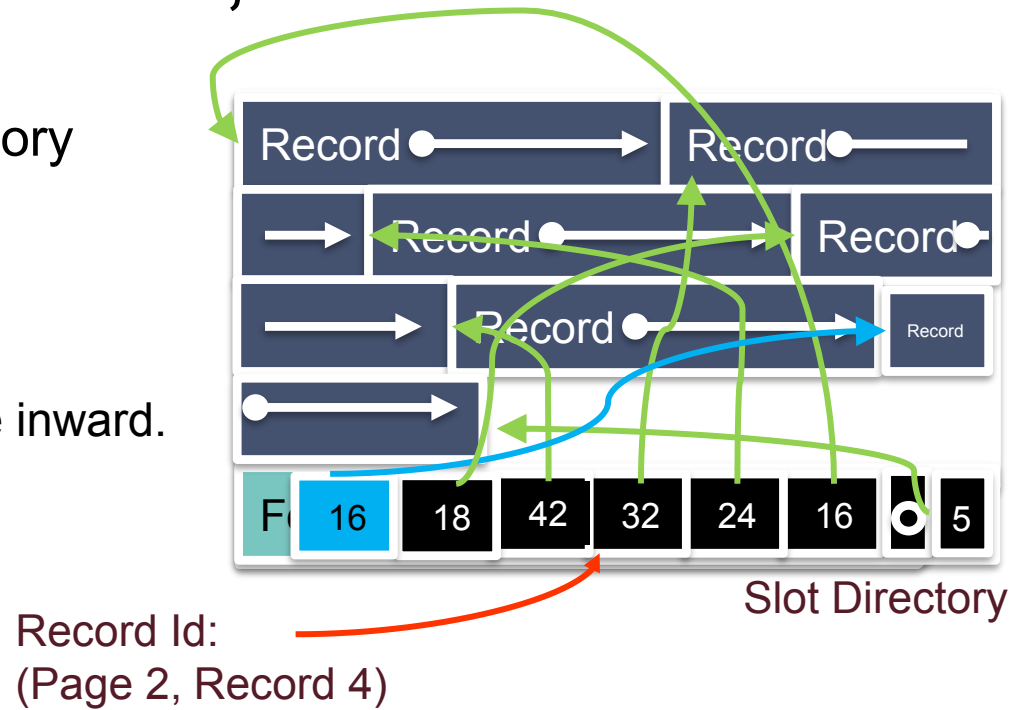 ory
Record Record
Record Record
Record Record
inward.
16 18 42 32 24 16 5
Slot Directory
Record Id:
(Page 2, Record 4)